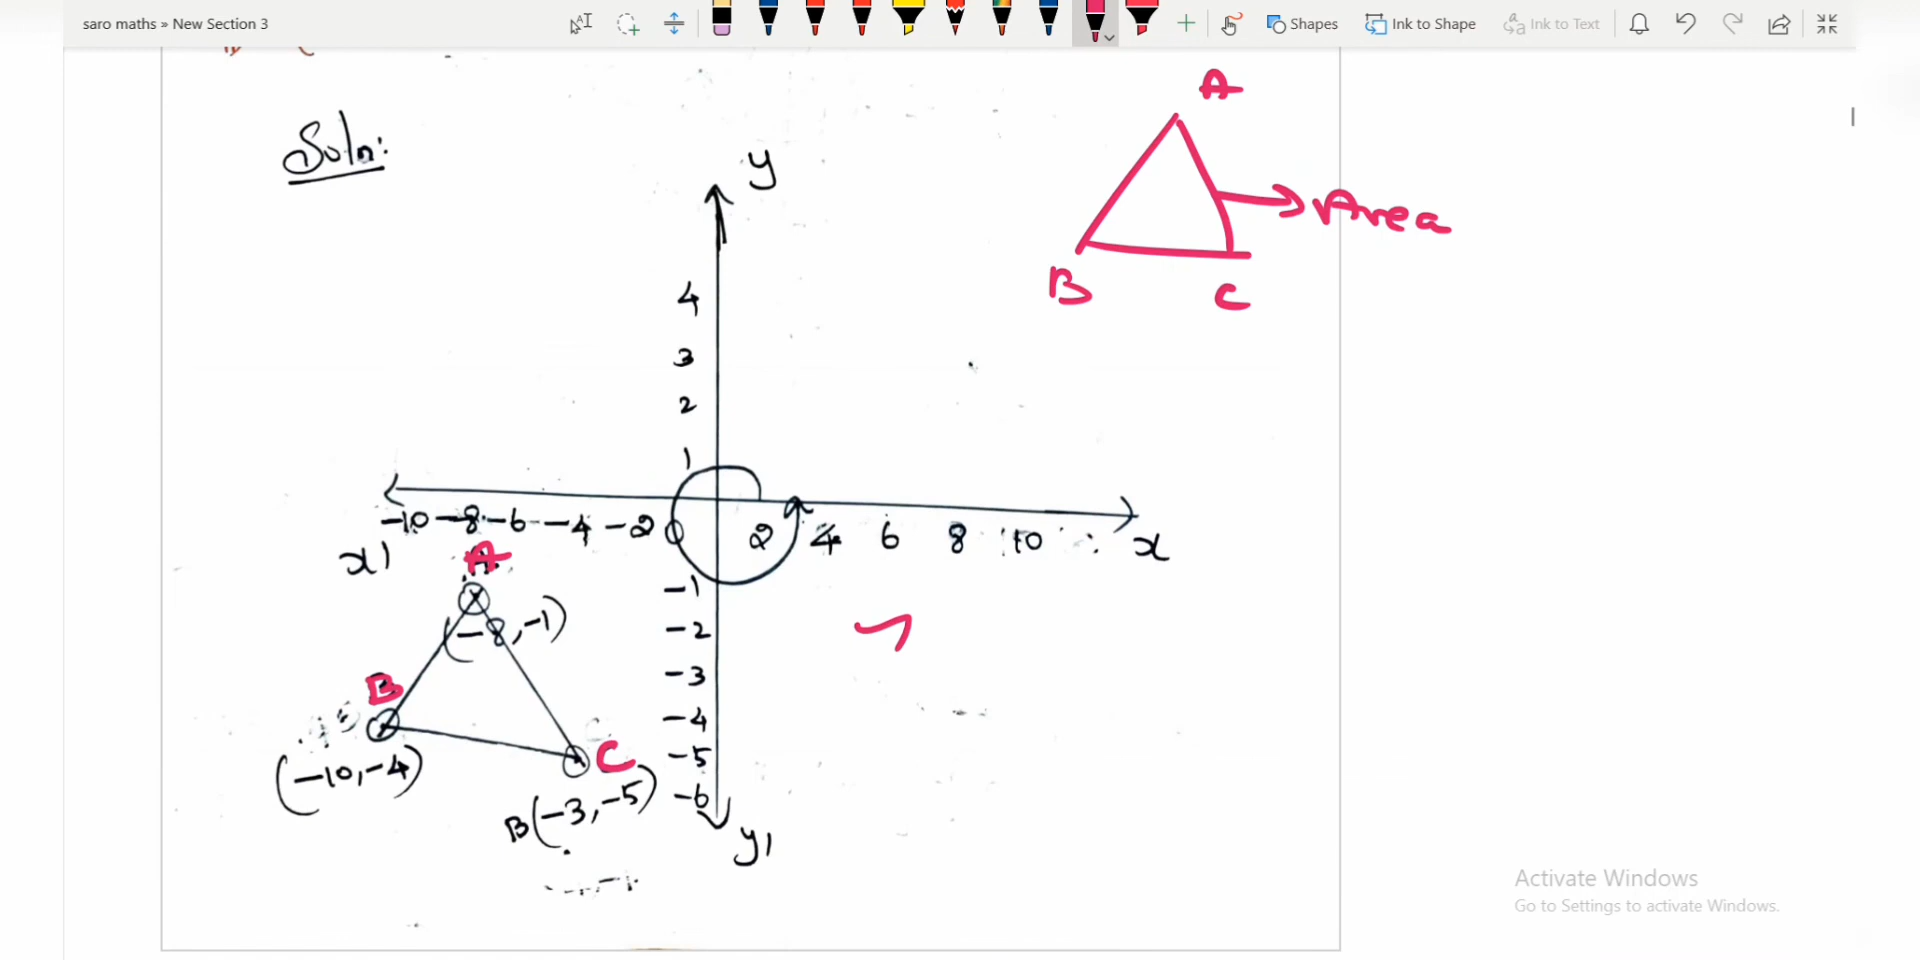 saro maths » New Section 3
Shapes
Ink to Shape
Ink to Text
Soln:
A
Area
B
C
y
4
3
2
1
-10 -8 -6 -4 -2 0 2 4 6 8 10
x1
x
A
(-8,-1)
-1
-2
-3
-4
-5
-6
B
(-10,-4)
C
B(-3,-5)
y1
Activate Windows
Go to Settings to activate Windows.